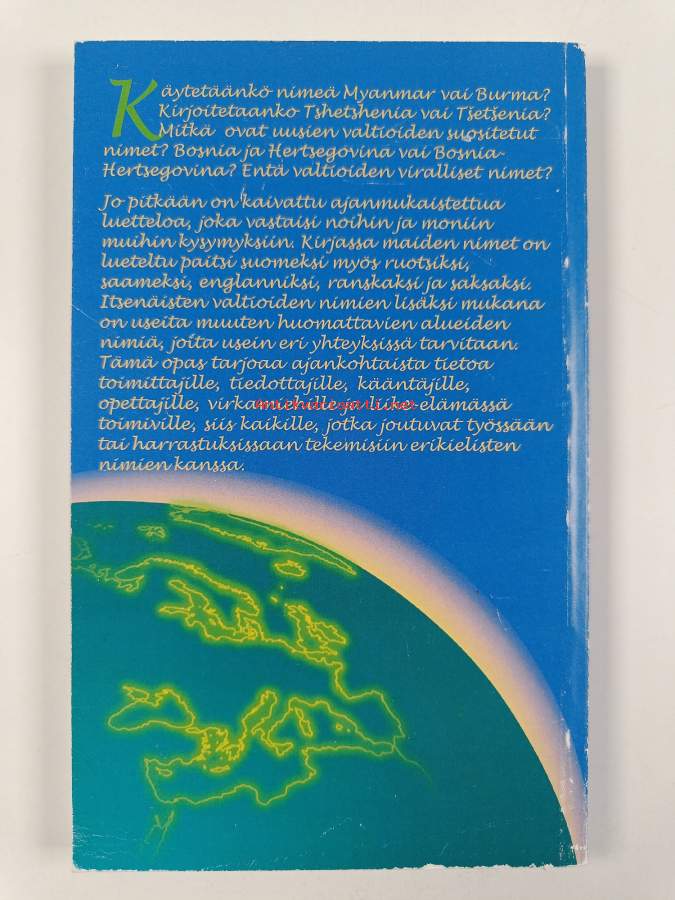 Käytetäänkö nimeä Myanmar vai Burma?
Kirjoitetaanko Tshetshenia vai Tšetšenia?
Mitkä ovat uusien valtioiden suositetut
nimet? Bosnia ja Hertsegovina vai Bosnia-
Hertsegovina? Entä valtioiden viralliset nimet?
Jo pitkään on kaivattu ajanmukaistettua
luetteloa, joka vastaisi noihin ja moniin
muihin kysymyksiin. Kirjassa maiden nimet on
lueteltu paitsi suomeksi myös ruotsiksi,
saameksi, englanniksi, ranskaksi ja saksaksi.
Itsenäisten valtioiden nimien lisäksi mukana
on useita muuten huomattavien alueiden
nimiä, joita usein eri yhteyksissä tarvitaan.
Tämä opas tarjoaa ajankohtaista tietoa
toimittajille, tiedottajille, kääntäjille,
opettajille, virkamiehille ja liike-elämässä
toimiville, siis kaikille, jotka joutuvat työssään
tai harrastuksissaan tekemisiin erikielisten
nimien kanssa.